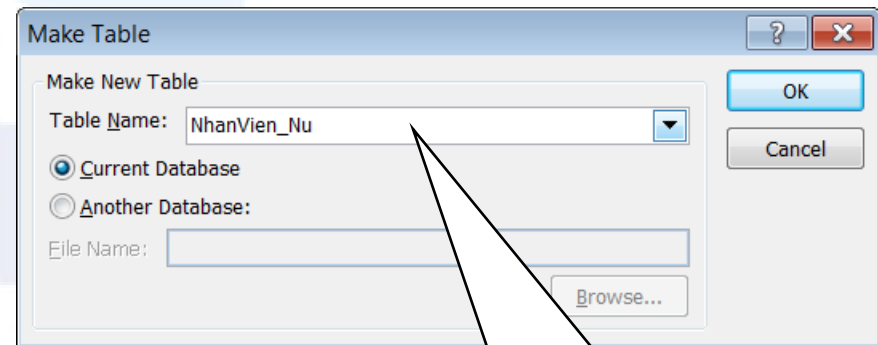 Make Table
Make New Table
Table Name: NhanVien_Nu
Current Database
Another Database:
File Name:
Browse...
OK
Cancel